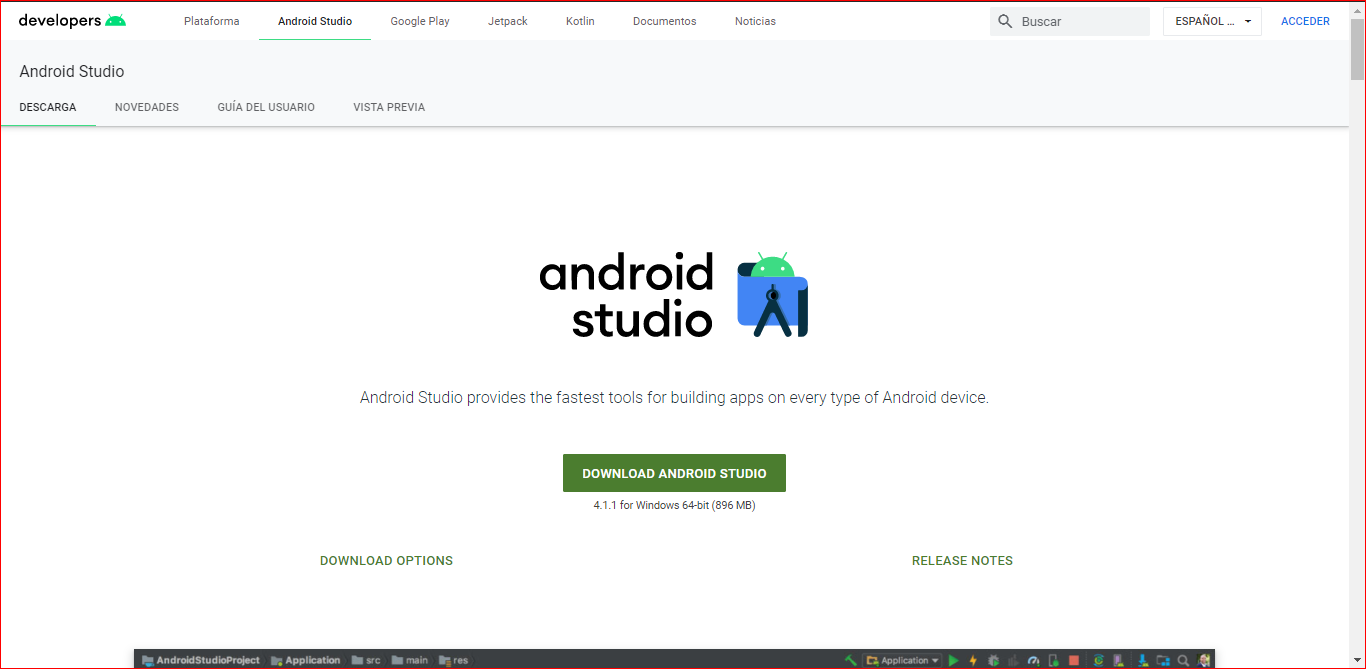 developers
Plataforma
Android Studio
Google Play
Jetpack
Kotlin
Documentos
Noticias
Buscar
ESPAÑOL ...
ACCEDER
Android Studio
DESCARGA
NOVEDADES
GUÍA DEL USUARIO
VISTA PREVIA
android
studio
Android Studio provides the fastest tools for building apps on every type of Android device.
DOWNLOAD ANDROID STUDIO
4.1.1 for Windows 64-bit (896 MB)
DOWNLOAD OPTIONS
RELEASE NOTES
AndroidStudioProject
Application
src
main
res
Application